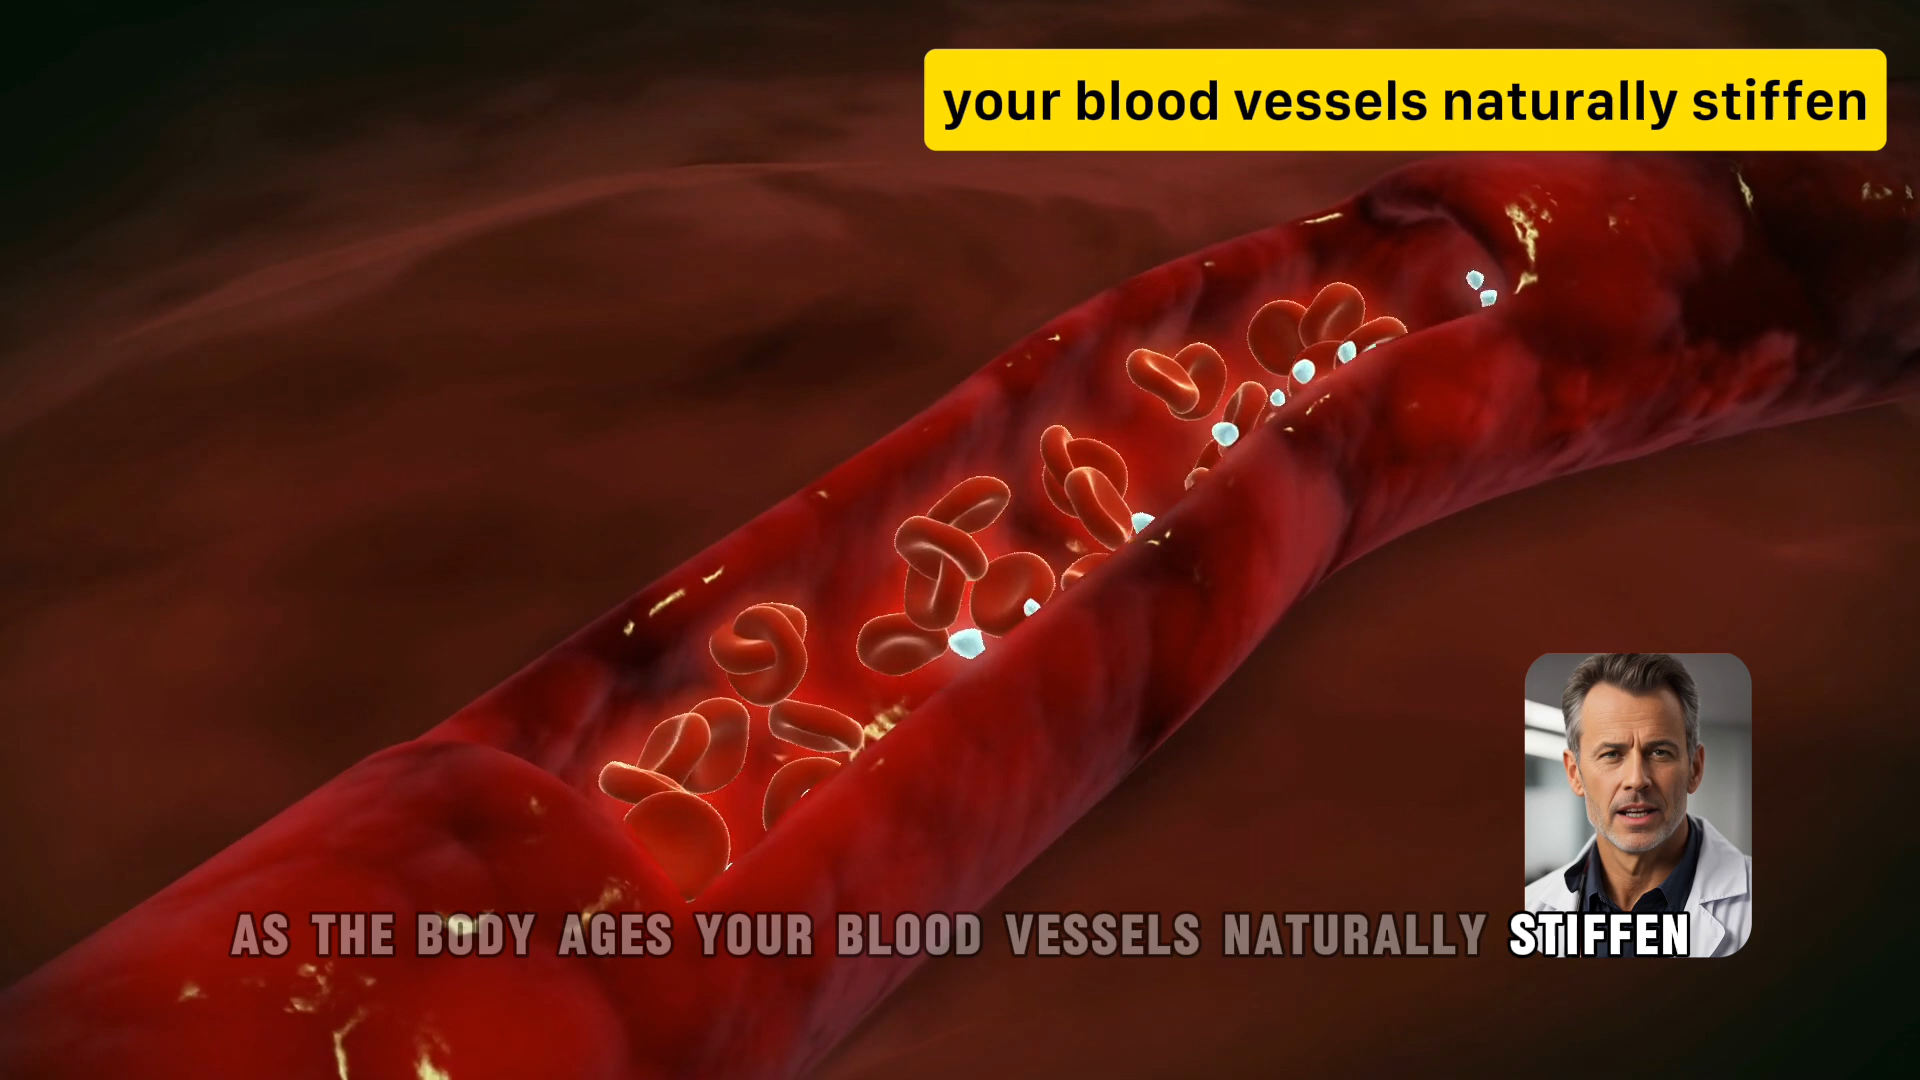 your blood vessels naturally stiffen
AS THE BODY AGES YOUR BLOOD VESSELS NATURALLY STIFFEN